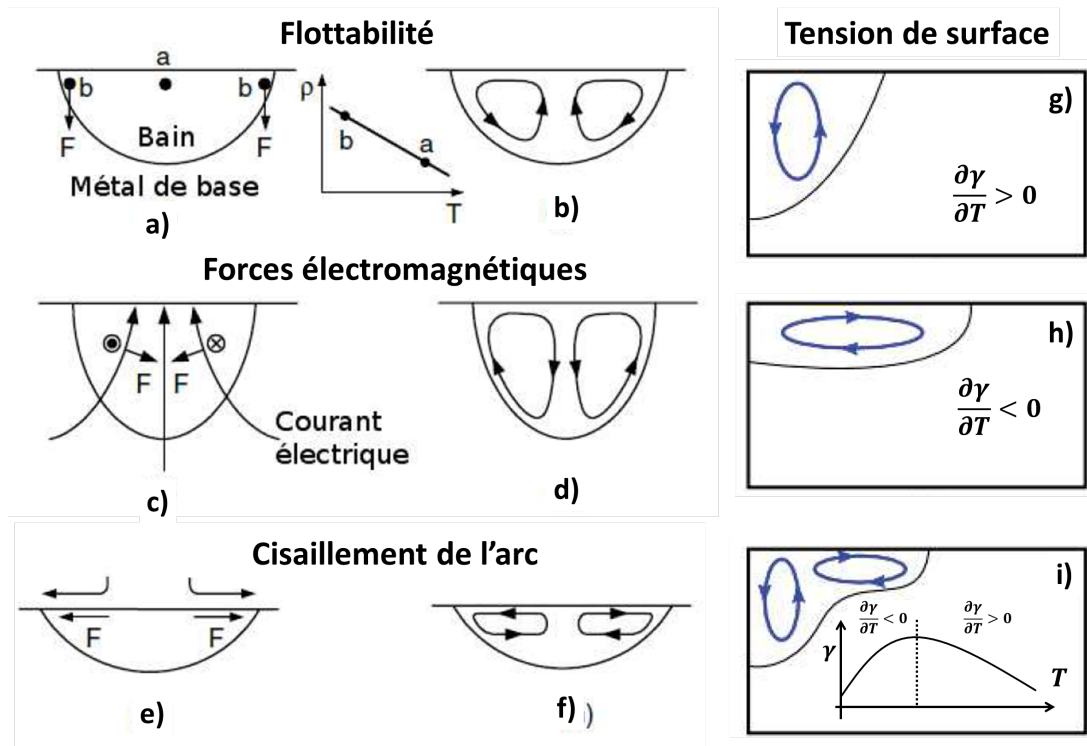 Flottabilité
a
b
b
F
F
Bain
Métal de base
a)
ρ
b
a
T
b)
Forces électromagnétiques
F F
Courant
électrique
c)
d)
Cisaillement de l'arc
F
F
e)
f)
)
Tension de surface
g)
∂γ/∂T > 0
h)
∂γ/∂T < 0
i)
∂γ/∂T < 0
∂γ/∂T > 0
γ
T